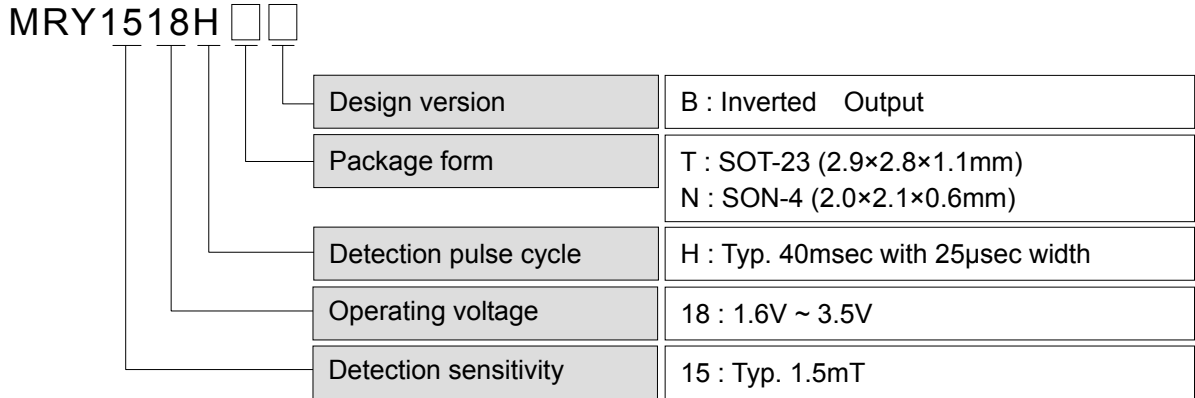 MRY1518H □ □
Design version
B : Inverted Output
Package form
T : SOT-23 (2.9×2.8×1.1mm)
N : SON-4 (2.0×2.1×0.6mm)
Detection pulse cycle
H : Typ. 40msec with 25μsec width
Operating voltage
18 : 1.6V ~ 3.5V
Detection sensitivity
15 : Typ. 1.5mT